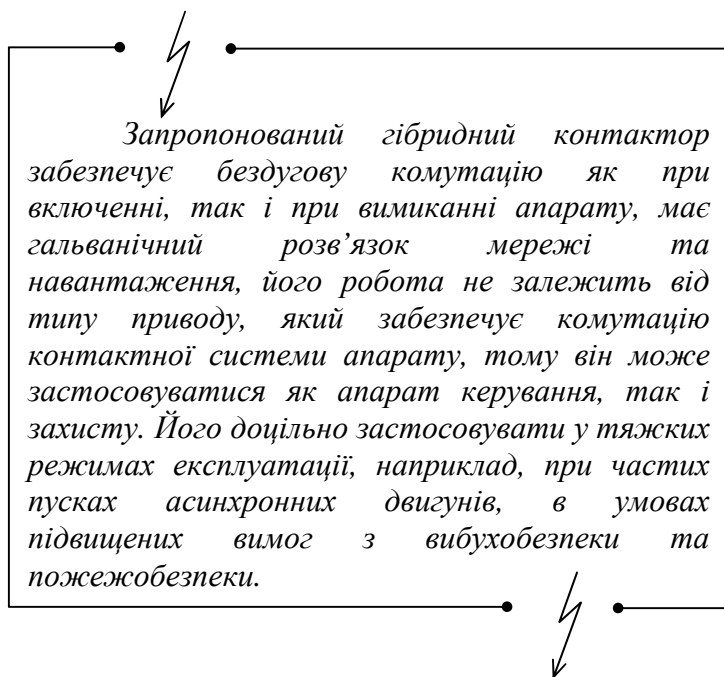 Запропонований гібридний контактор
забезпечує бездугову комутацію як при
включенні, так і при вимиканні апарату, має
гальванічний розв’язок мережі та
навантаження, його робота не залежить від
типу приводу, який забезпечує комутацію
контактної системи апарату, тому він може
застосовуватися як апарат керування, так і
захисту. Його доцільно застосовувати у тяжких
режимах експлуатації, наприклад, при частих
пусках асинхронних двигунів, в умовах
підвищених вимог з вибухобезпеки та
пожежобезпеки.